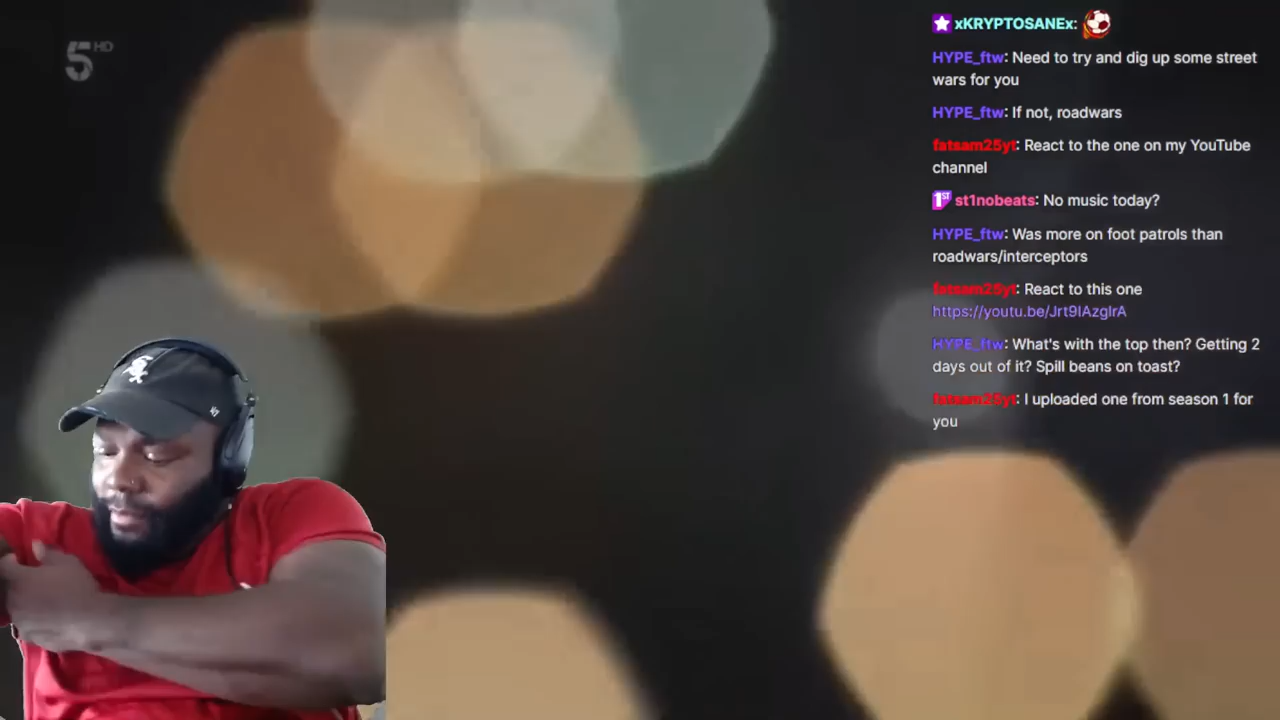 5 HD
xKRYPTOSANEx:
HYPE_ftw: Need to try and dig up some street
wars for you
HYPE_ftw: If not, roadwars
fatsam25yt: React to the one on my YouTube
channel
1ST st1nobeats: No music today?
HYPE_ftw: Was more on foot patrols than
roadwars/interceptors
fatsam25yt: React to this one
https://youtu.be/Jrt9IAzgIrA
HYPE_ftw: What's with the top then? Getting 2
days out of it? Spill beans on toast?
fatsam25yt: I uploaded one from season 1 for
you